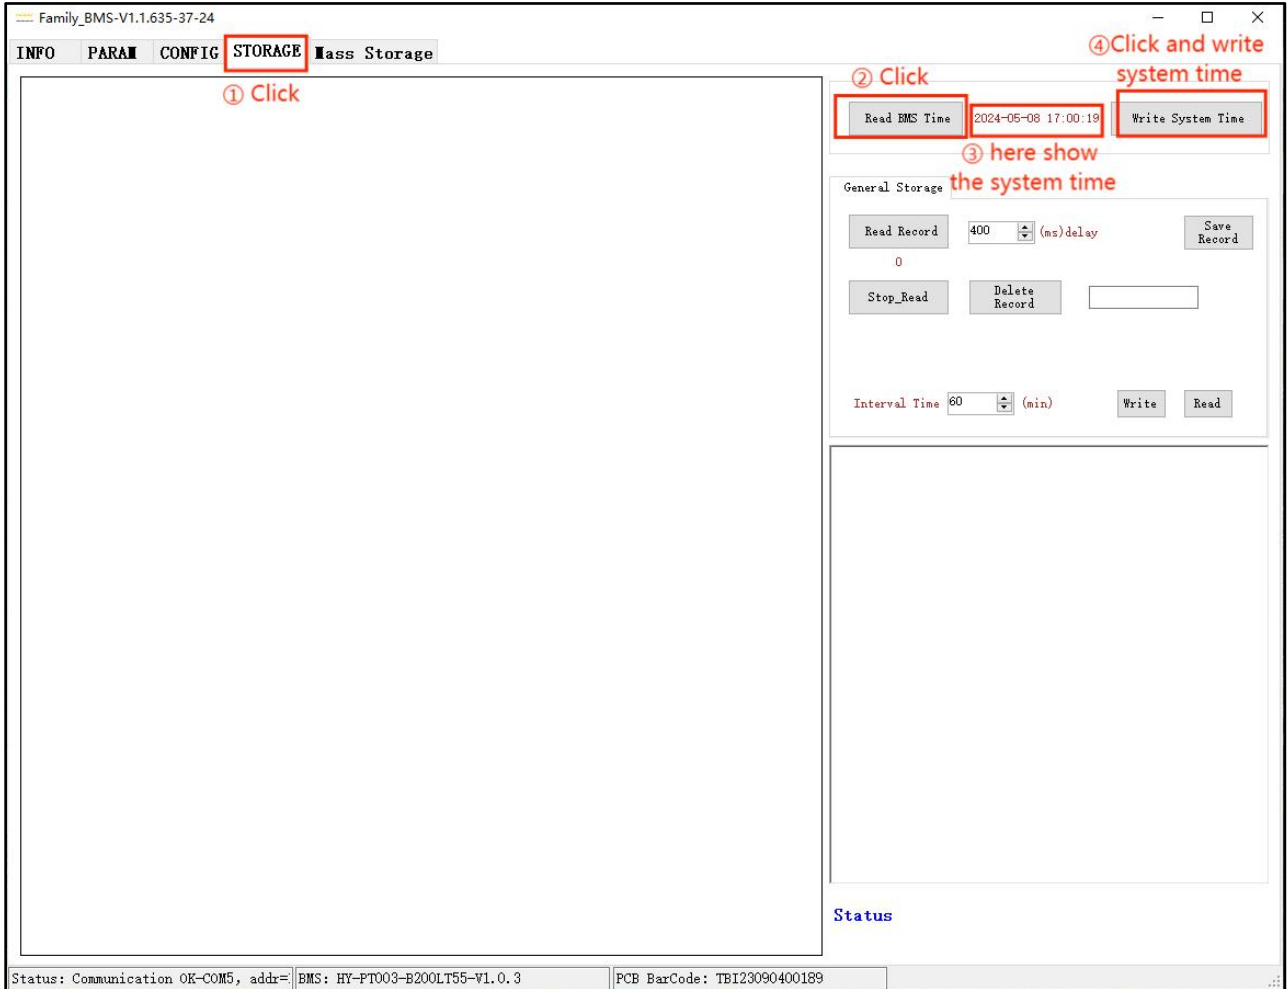 Family_BMS-V1.1.635-37-24
INFO PARAM CONFIG STORAGE Mass Storage
① Click
② Click
④Click and write
system time
Read BMS Time 2024-05-08 17:00:19 Write System Time
③ here show
the system time
General Storage
Read Record 400 (ms)delay Save
Record
0
Stop_Read Delete
Record
Interval Time 60 (min) Write Read
Status
Status: Communication OK-COM5, addr= BMS: HY-PT003-B200LT55-V1.0.3 PCB BarCode: TBI23090400189